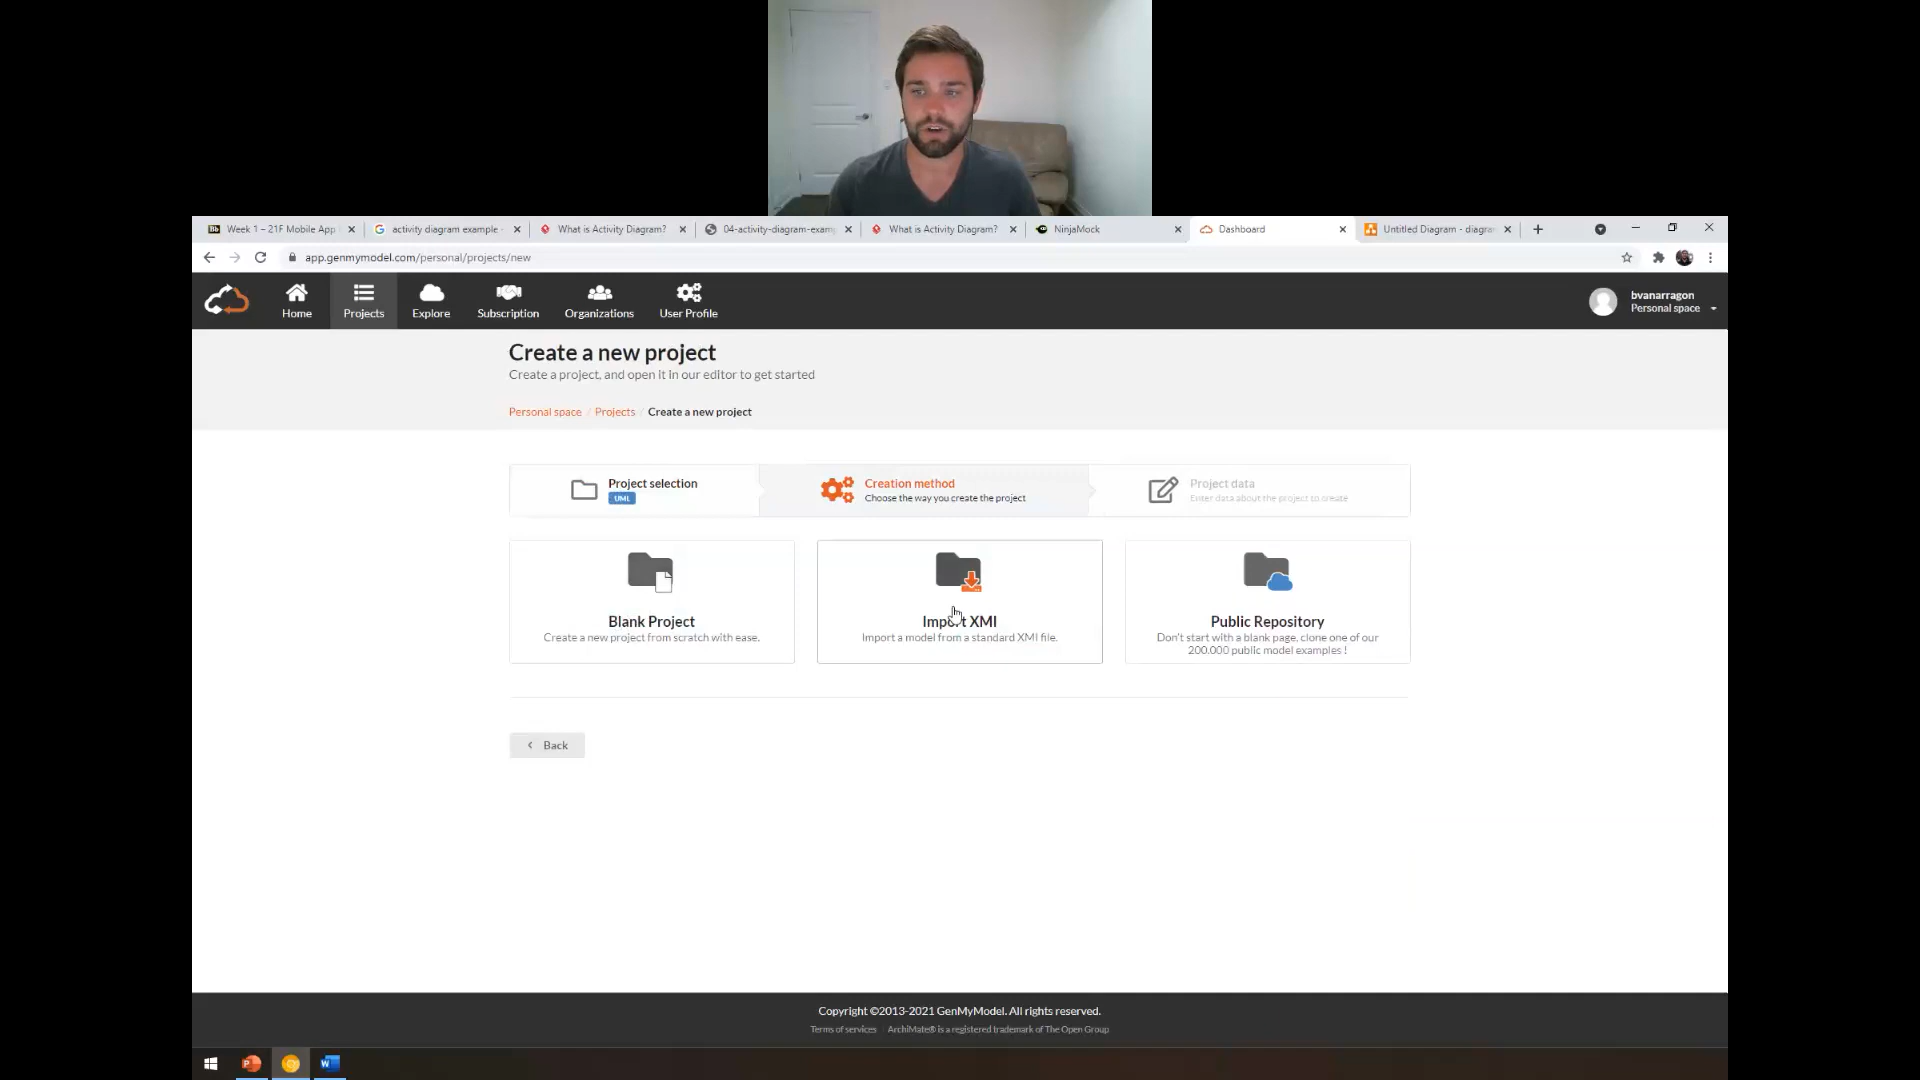 Week 1 – 21F Mobile App
activity diagram example -
What is Activity Diagram?
04-activity-diagram-exam
What is Activity Diagram?
NinjaMock
Dashboard
Untitled Diagram - diagra
app.genmymodel.com/personal/projects/new
Home
Projects
Explore
Subscription
Organizations
User Profile
bvanarragon
Personal space
Create a new project
Create a project, and open it in our editor to get started
Personal space / Projects / Create a new project
Project selection
UML
Creation method
Choose the way you create the project
Project data
Enter data about the project to create
Blank Project
Create a new project from scratch with ease.
Import XMI
Import a model from a standard XMI file.
Public Repository
Don't start with a blank page, clone one of our
200.000 public model examples !
Back
Copyright ©2013-2021 GenMyModel. All rights reserved.
Terms of services
ArchiMate® is a registered trademark of The Open Group